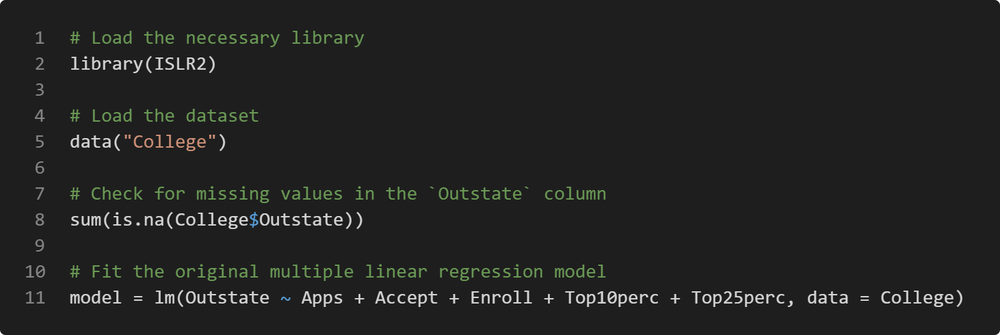 1 # Load the necessary library
2 library(ISLR2)
3
4 # Load the dataset
5 data("College")
6
7 # Check for missing values in the `Outstate` column
8 sum(is.na(College$Outstate))
9
10 # Fit the original multiple linear regression model
11 model = lm(Outstate ~ Apps + Accept + Enroll + Top10perc + Top25perc, data = College)